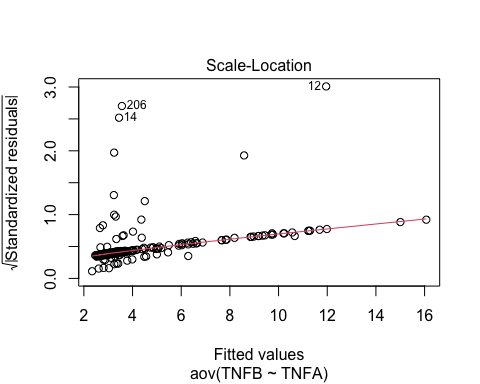 Scale-Location
√|Standardized residuals|
3.0
2.0
1.0
0.0
12
206
14
2 4 6 8 10 12 14 16
Fitted values
aov(TNFB ~ TNFA)